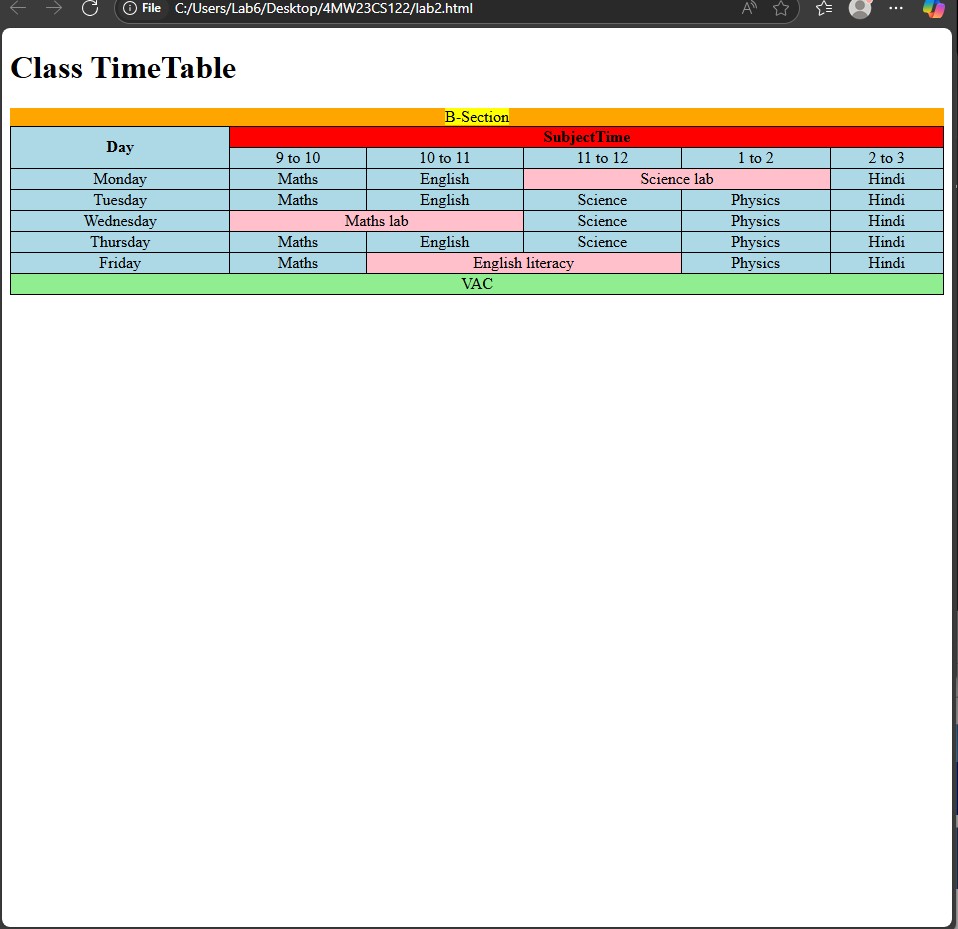 File C:/Users/Lab6/Desktop/4MW23CS122/lab2.html
Class TimeTable
B-Section
Day SubjectTime
9 to 10 10 to 11 11 to 12 1 to 2 2 to 3
Monday Maths English Science lab Hindi
Tuesday Maths English Science Physics Hindi
Wednesday Maths lab Science Physics Hindi
Thursday Maths English Science Physics Hindi
Friday Maths English literacy Physics Hindi
VAC